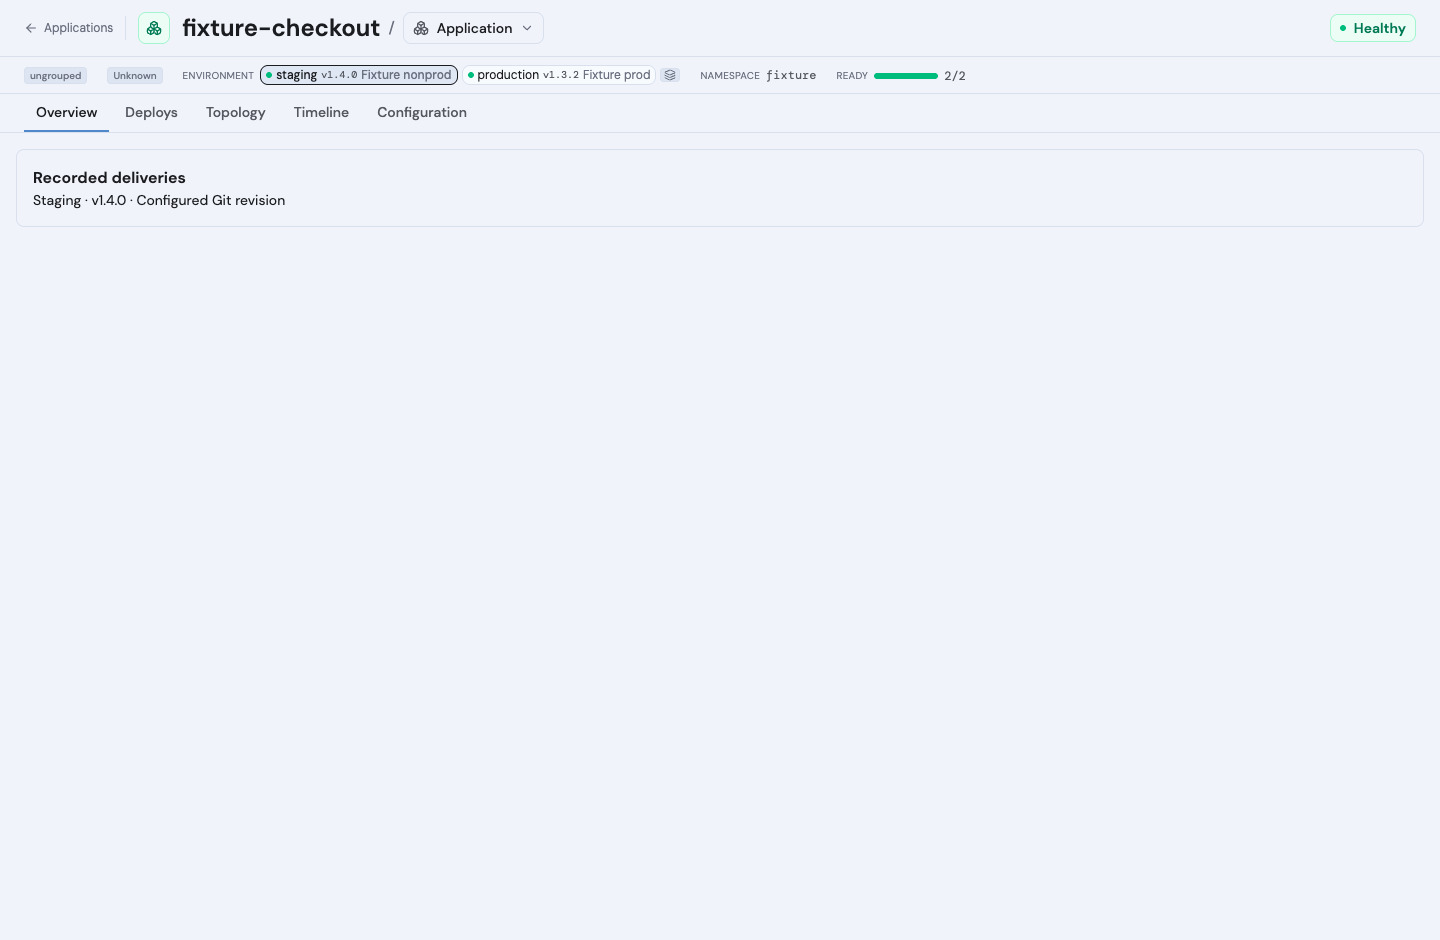 Applications
fixture-checkout / Application
Healthy
ungrouped Unknown ENVIRONMENT staging v1.4.0 Fixture nonprod production v1.3.2 Fixture prod NAMESPACE fixture READY 2/2
Overview Deploys Topology Timeline Configuration
Recorded deliveries
Staging · v1.4.0 · Configured Git revision